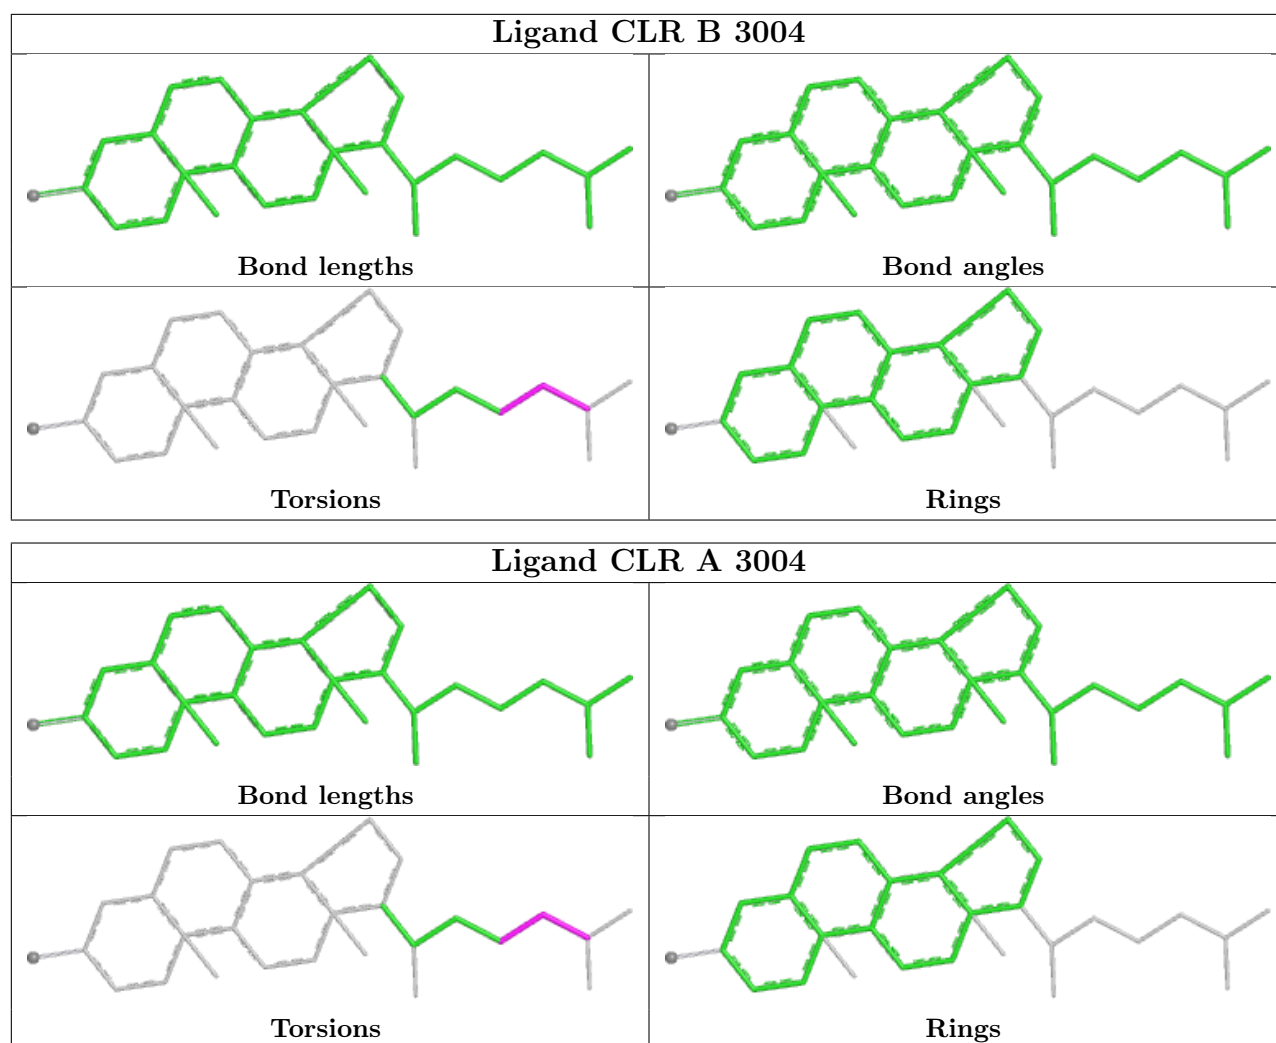 Ligand CLR B 3004
Bond lengths
Bond angles
Torsions
Rings
Ligand CLR A 3004
Bond lengths
Bond angles
Torsions
Rings